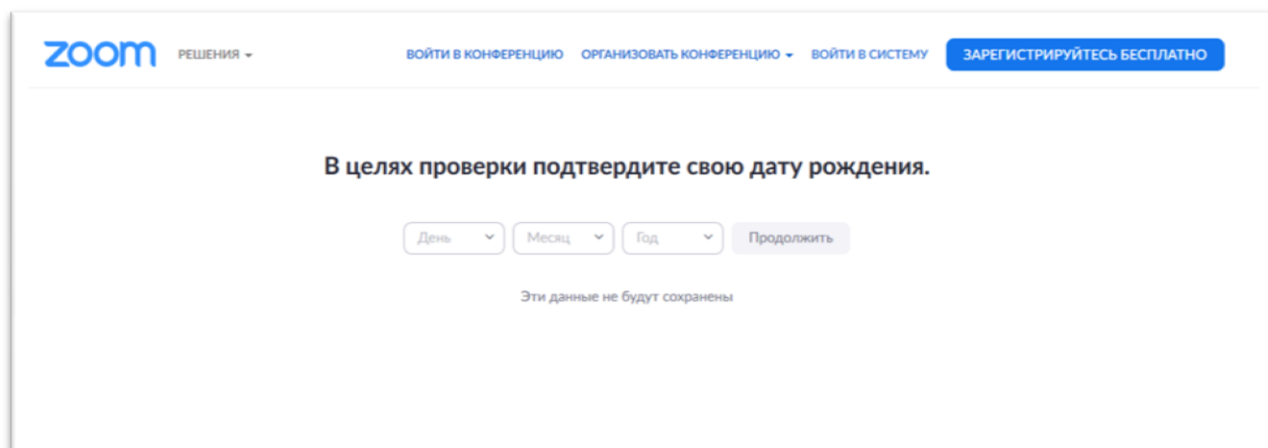 zoom РЕШЕНИЯ ВОЙТИ В КОНФЕРЕНЦИЮ ОРГАНИЗОВАТЬ КОНФЕРЕНЦИЮ ВОЙТИ В СИСТЕМУ ЗАРЕГИСТРИРУЙТЕСЬ БЕСПЛАТНО
В целях проверки подтвердите свою дату рождения.
День Месяц Год Продолжить
Эти данные не будут сохранены